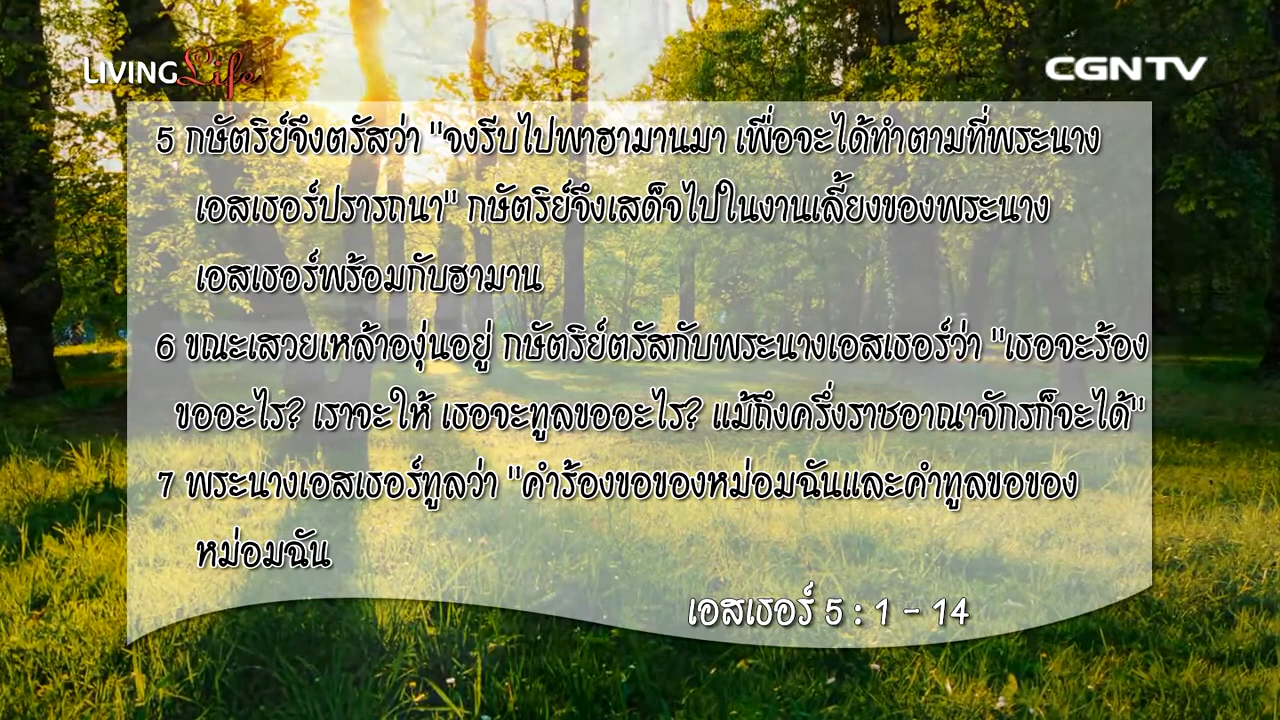 LIVING Life
CGNTV
5 กษัตริย์จึงตรัสว่า "จงรีบไปพาฮามานมา เพื่อจะได้ทำตามที่พระนาง
เอสเธอร์ปรารถนา" กษัตริย์จึงเสด็จไปในงานเลี้ยงของพระนาง
เอสเธอร์พร้อมกับฮามาน
6 ขณะเสวยเหล้าองุ่นอยู่ กษัตริย์ตรัสกับพระนางเอสเธอร์ว่า "เธอจะร้อง
ขออะไร? เราจะให้ เธอจะทูลขออะไร? แม้ถึงครึ่งราชอาณาจักรก็จะได้"
7 พระนางเอสเธอร์ทูลว่า "คำร้องขอของหม่อมฉันและคำทูลขอของ
หม่อมฉัน
เอสเธอร์ 5 : 1 - 14